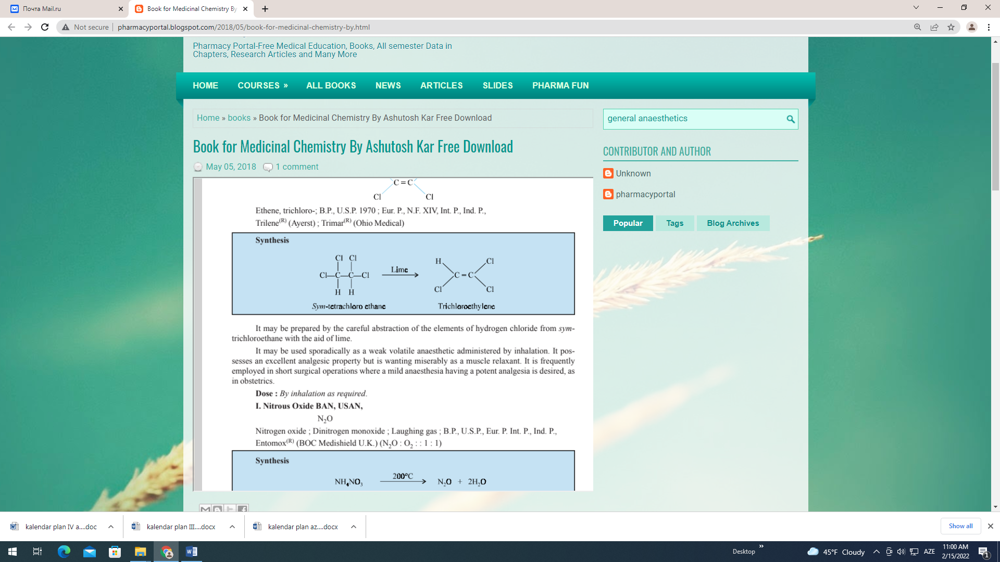 Почта Mail.ru
Book for Medicinal Chemistry By
Not secure
pharmacyportal.blogspot.com/2018/05/book-for-medicinal-chemistry-by.html
Pharmacy Portal-Free Medical Education, Books, All semester Data in
Chapters, Research Articles and Many More
HOME COURSES » ALL BOOKS NEWS ARTICLES SLIDES PHARMA FUN
Home » books » Book for Medicinal Chemistry By Ashutosh Kar Free Download
general anaesthetics
Book for Medicinal Chemistry By Ashutosh Kar Free Download
May 05, 2018 1 comment
C=C
Cl Cl
Ethene, trichloro-; B.P., U.S.P. 1970 ; Eur. P., N.F. XIV, Int. P., Ind. P.,
Trilene(R) (Ayerst) ; Trimar(R) (Ohio Medical)
Synthesis
Cl Cl
Cl—C—C—Cl
H H
Lime
H Cl
C=C
Cl Cl
Sym-tetrachloro ethane Trichloroethylene
It may be prepared by the careful abstraction of the elements of hydrogen chloride from sym-
trichloroethane with the aid of lime.
It may be used sporadically as a weak volatile anaesthetic administered by inhalation. It pos-
sesses an excellent analgesic property but is wanting miserably as a muscle relaxant. It is frequently
employed in short surgical operations where a mild anaesthesia having a potent analgesia is desired, as
in obstetrics.
Dose : By inhalation as required.
I. Nitrous Oxide BAN, USAN,
N2O
Nitrogen oxide ; Dinitrogen monoxide ; Laughing gas ; B.P., U.S.P., Eur. P. Int. P., Ind. P.,
Entomox(R) (BOC Medishield U.K.) (N2O : O2 : : 1 : 1)
Synthesis
200°C
NH4NO3 N2O + 2H2O
CONTRIBUTOR AND AUTHOR
Unknown
pharmacyportal
Popular Tags Blog Archives
kalendar plan IV a....doc
kalendar plan III....docx
kalendar plan az....docx
Show all
Desktop
45°F Cloudy
AZE
11:00 AM
2/15/2022
1